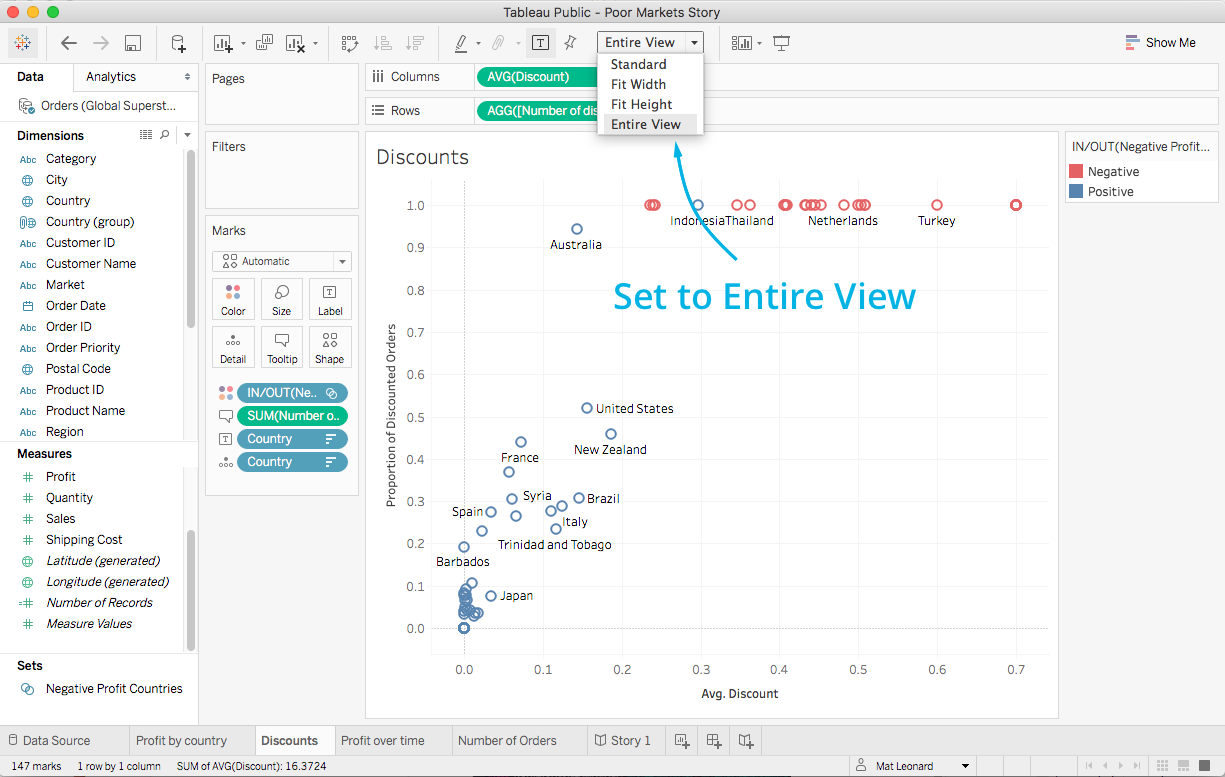 Tableau Public - Poor Markets Story
Entire View
Show Me
Standard
Fit Width
Fit Height
Entire View
Data
Analytics
Orders (Global Superst...
Dimensions
Abc Category
City
Country
Country (group)
Abc Customer ID
Abc Customer Name
Abc Market
Order Date
Abc Order ID
Abc Order Priority
Postal Code
Abc Product ID
Abc Product Name
Abc Region
Measures
# Profit
# Quantity
# Sales
# Shipping Cost
Latitude (generated)
Longitude (generated)
=# Number of Records
# Measure Values
Sets
Negative Profit Countries
Pages
Filters
Marks
Automatic
Color
Size
T
Label
Detail
Tooltip
Shape
IN/OUT(Ne..
SUM(Number o..
T Country
Country
Columns
AVG(Discount)
Rows
AGG([Number of dis
Discounts
Set to Entire View
Proportion of Discounted Orders
1.0
0.9
0.8
0.7
0.6
0.5
0.4
0.3
0.2
0.1
0.0
Indonesia
Thailand
Netherlands
Turkey
Australia
United States
New Zealand
France
Syria
Brazil
Spain
Italy
Trinidad and Tobago
Barbados
Japan
0.0 0.1 0.2 0.3 0.4 0.5 0.6 0.7
Avg. Discount
IN/OUT(Negative Profit...
Negative
Positive
Data Source
Profit by country
Discounts
Profit over time
Number of Orders
Story 1
147 marks
1 row by 1 column
SUM of AVG(Discount): 16.3724
Mat Leonard